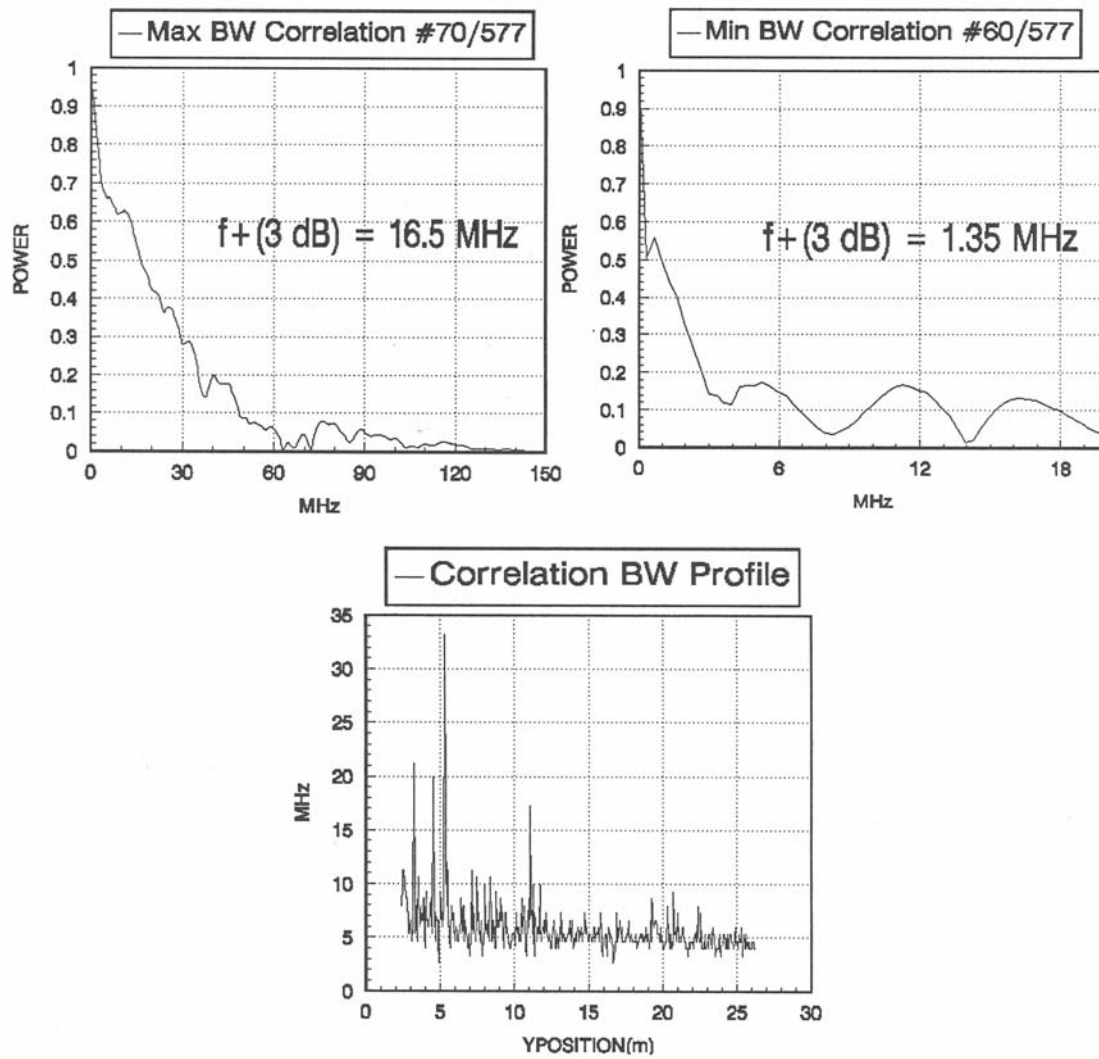 Max BW Correlation #70/577
1
0.9
0.8
0.7
0.6
0.5
0.4
0.3
0.2
0.1
0
POWER
f+(3 dB) = 16.5 MHz
0 30 60 90 120 150
MHz
Min BW Correlation #60/577
1
0.9
0.8
0.7
0.6
0.5
0.4
0.3
0.2
0.1
0
POWER
f+(3 dB) = 1.35 MHz
0 6 12 18
MHz
Correlation BW Profile
35
30
25
20
15
10
5
0
MHz
0 5 10 15 20 25 30
YPOSITION(m)